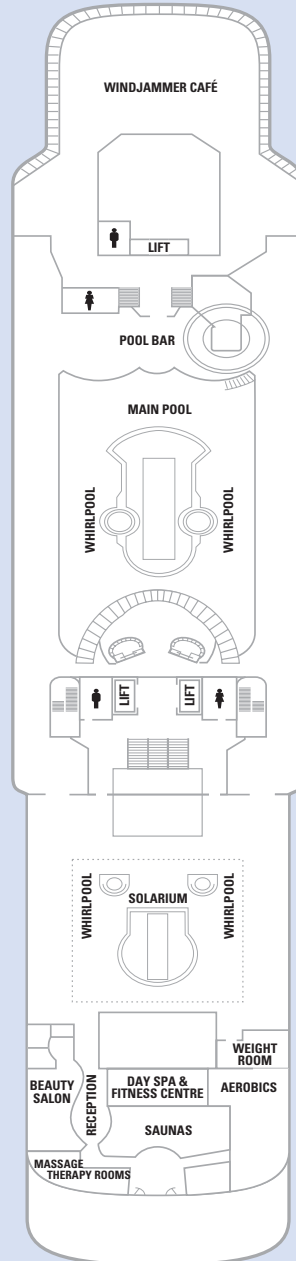 WINDJAMMER CAFÉ
LIFT
POOL BAR
MAIN POOL
WHIRLPOOL
WHIRLPOOL
LIFT
LIFT
WHIRLPOOL
SOLARIUM
WHIRLPOOL
WEIGHT
ROOM
BEAUTY
SALON
RECEPTION
DAY SPA &
FITNESS CENTRE
AEROBICS
SAUNAS
MASSAGE
THERAPY ROOMS